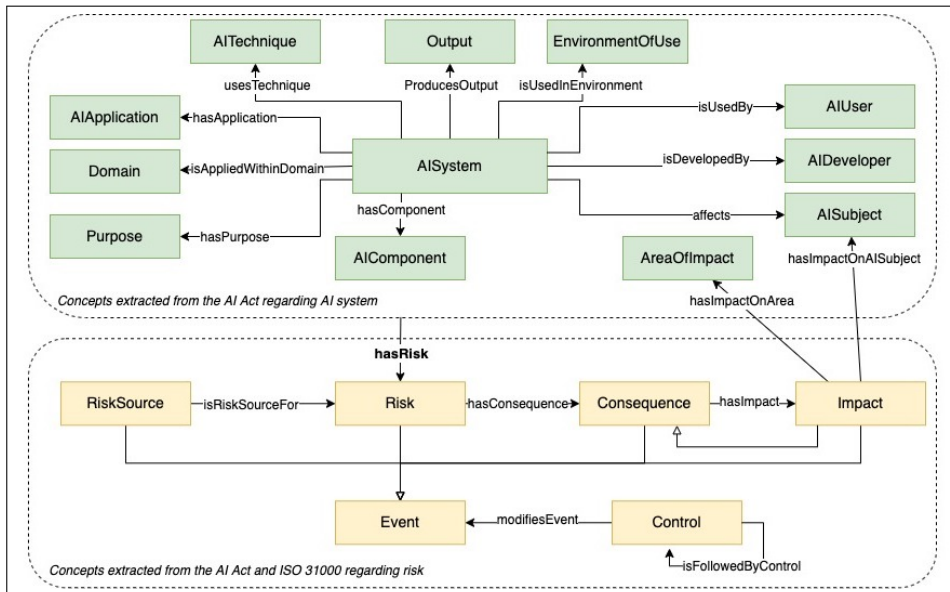 AITechnique
Output
EnvironmentOfUse
usesTechnique
ProducesOutput
isUsedInEnvironment
AIApplication
hasApplication
isUsedBy
AIUser
Domain
isAppliedWithinDomain
AISystem
isDevelopedBy
AIDeveloper
hasComponent
Purpose
hasPurpose
affects
AISubject
AIComponent
AreaOfImpact
hasImpactOnAISubject
hasImpactOnArea
Concepts extracted from the AI Act regarding AI system
hasRisk
RiskSource
isRiskSourceFor
Risk
hasConsequence
Consequence
hasImpact
Impact
Event
modifiesEvent
Control
isFollowedByControl
Concepts extracted from the AI Act and ISO 31000 regarding risk